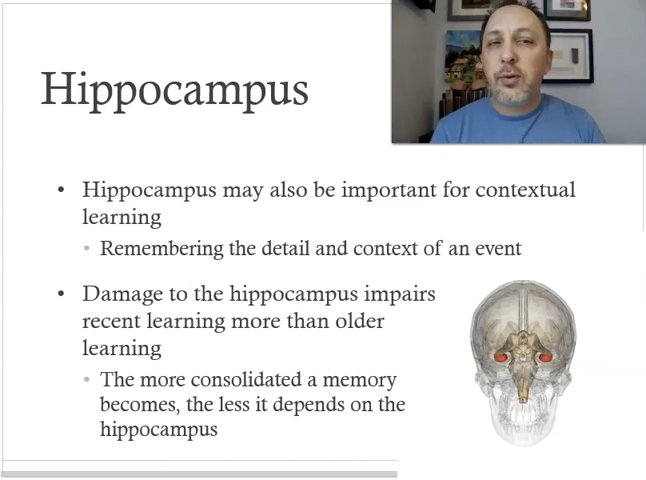 Hippocampus
• Hippocampus may also be important for contextual
learning
• Remembering the detail and context of an event
• Damage to the hippocampus impairs
recent learning more than older
learning
• The more consolidated a memory
becomes, the less it depends on the
hippocampus